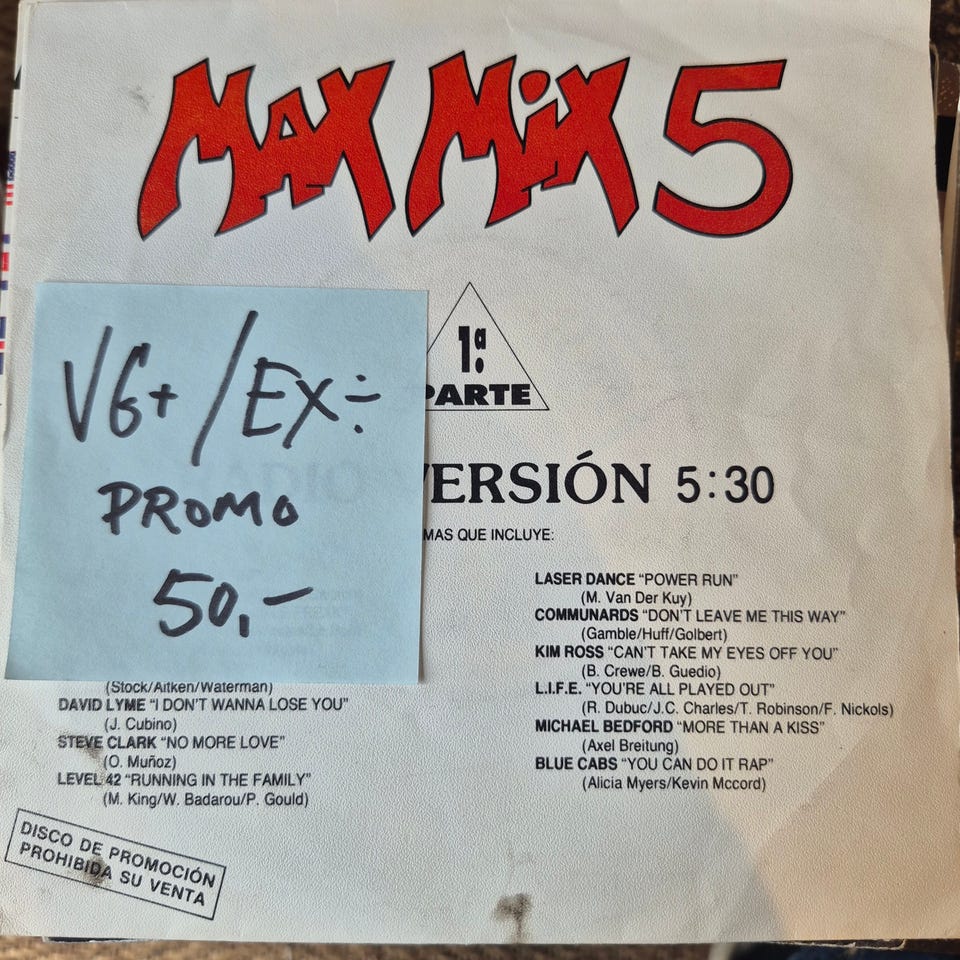 MAX MIX 5
1ª
PARTE
VG+/EX÷
PROMO
50,-
VERSIÓN 5:30
MAS QUE INCLUYE:
(Stock/Aitken/Waterman)
DAVID LYME “I DON'T WANNA LOSE YOU”
(J. Cubino)
STEVE CLARK “NO MORE LOVE”
(O. Muñoz)
LEVEL 42 “RUNNING IN THE FAMILY”
(M. King/W. Badarou/P. Gould)
LASER DANCE “POWER RUN”
(M. Van Der Kuy)
COMMUNARDS “DON'T LEAVE ME THIS WAY”
(Gamble/Huff/Golbert)
KIM ROSS “CAN'T TAKE MY EYES OFF YOU”
(B. Crewe/B. Guedio)
L.I.F.E. “YOU'RE ALL PLAYED OUT”
(R. Dubuc/J.C. Charles/T. Robinson/F. Nickols)
MICHAEL BEDFORD “MORE THAN A KISS”
(Axel Breitung)
BLUE CABS “YOU CAN DO IT RAP”
(Alicia Myers/Kevin Mccord)
DISCO DE PROMOCIÓN
PROHIBIDA SU VENTA